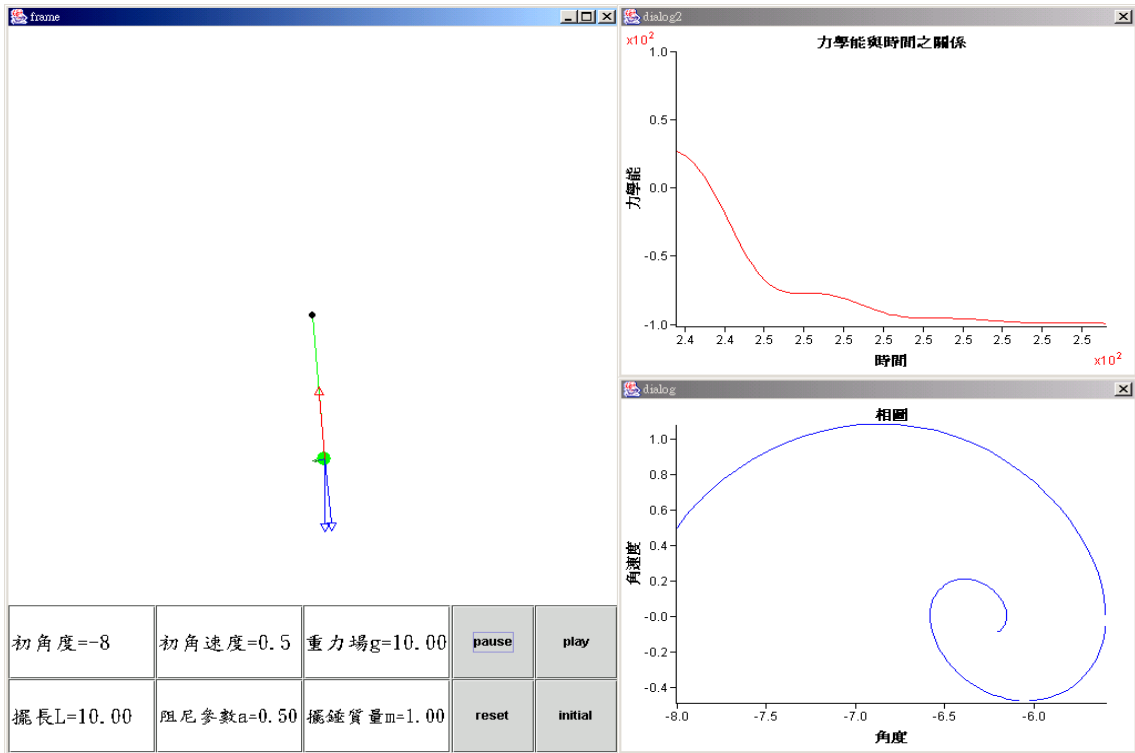 frame
初角度=-8
初角速度=0.5
重力場g=10.00
pause
play
擺長L=10.00
阻尼參數a=0.50
擺錘質量m=1.00
reset
initial
dialog2
力學能與時間之關係
x10²
1.0
0.5
0.0
-0.5
-1.0
力學能
2.4 2.4 2.5 2.5 2.5 2.5 2.5 2.5 2.5 2.5 2.5
時間
x10²
dialog
相圖
1.0
0.8
0.6
0.4
0.2
-0.0
-0.2
-0.4
角速度
-8.0 -7.5 -7.0 -6.5 -6.0
角度